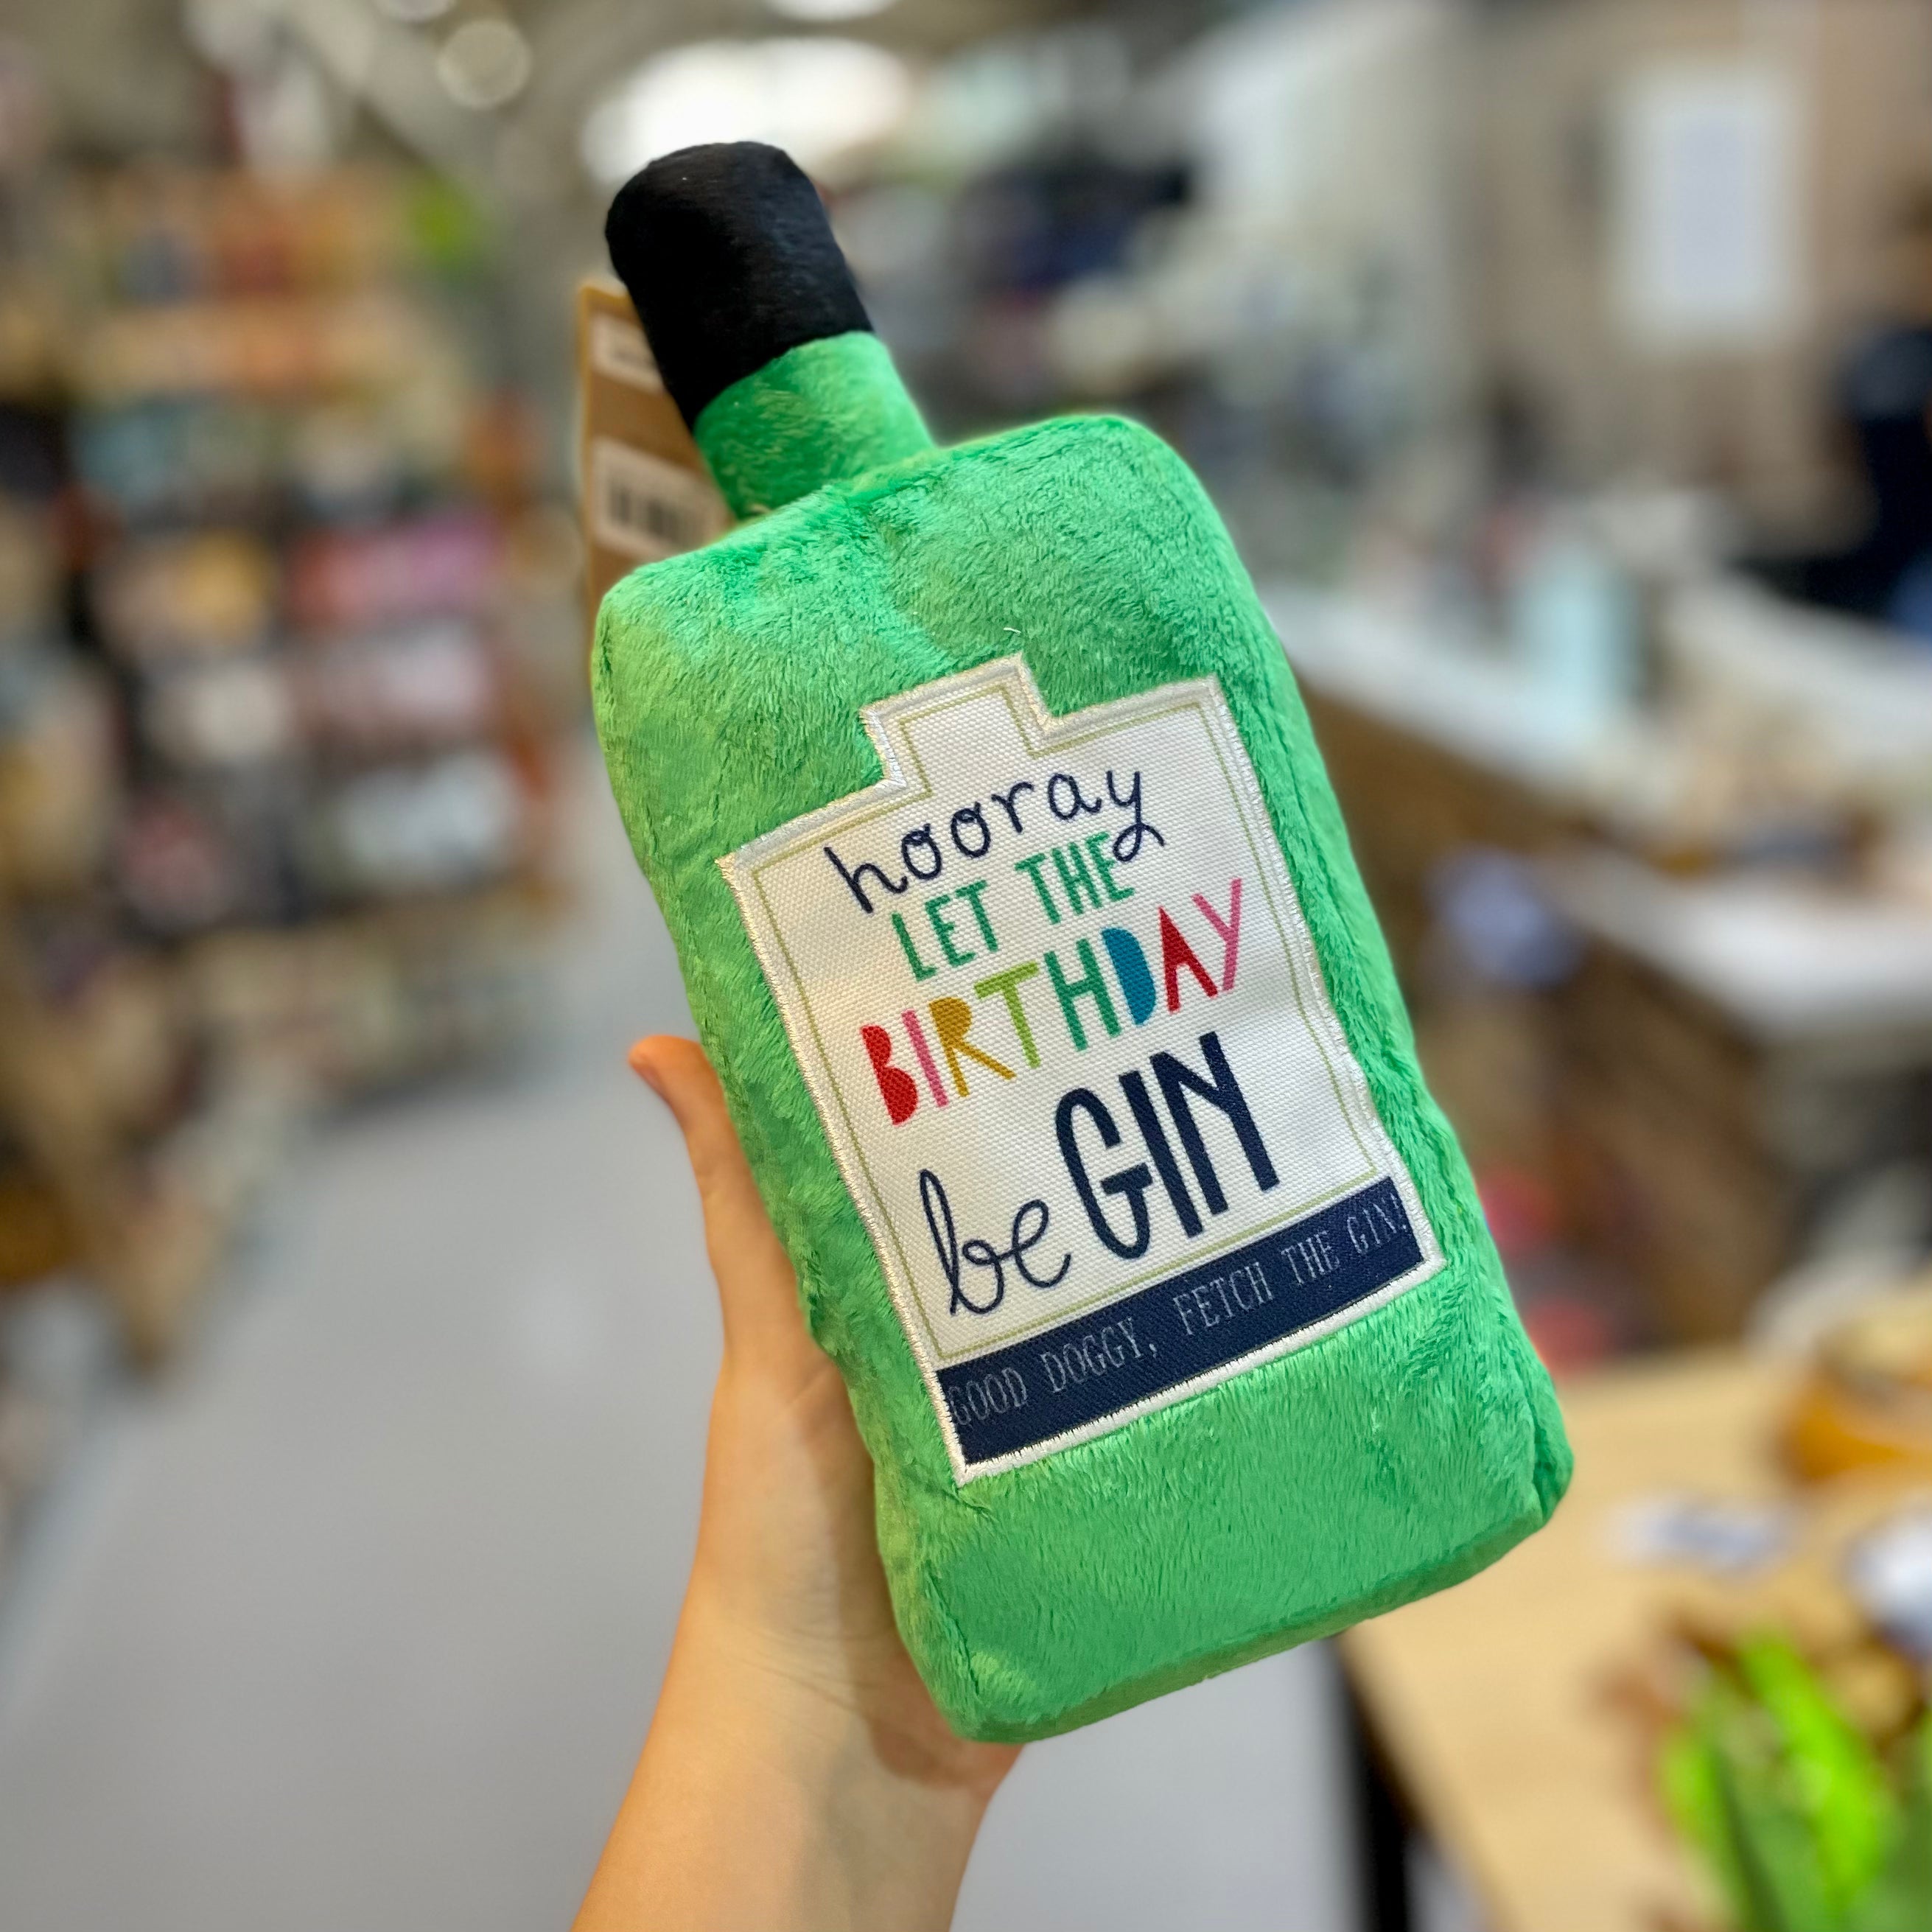 hooray
LET THE
BIRTHDAY
be GIN
GOOD DOGGY, FETCH THE GIN!